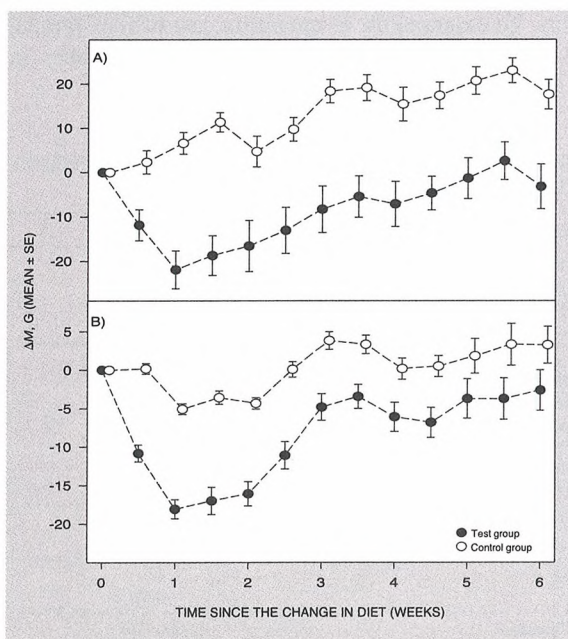 A)
20
10
0
-10
-20
B)
5
0
-5
-10
-15
-20
ΔM, G (MEAN ± SE)
Test group
Control group
0 1 2 3 4 5 6
TIME SINCE THE CHANGE IN DIET (WEEKS)